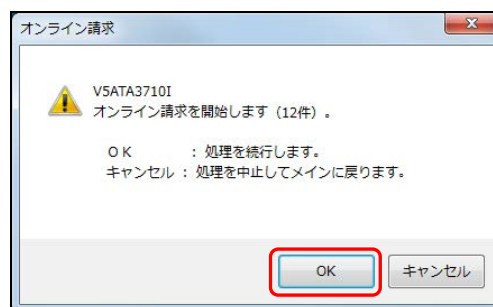 オンライン請求
V5ATA3710I
オンライン請求を開始します（12件）.
ＯＫ　　　：処理を続行します。
キャンセル：処理を中止してメインに戻ります。
OK　キャンセル